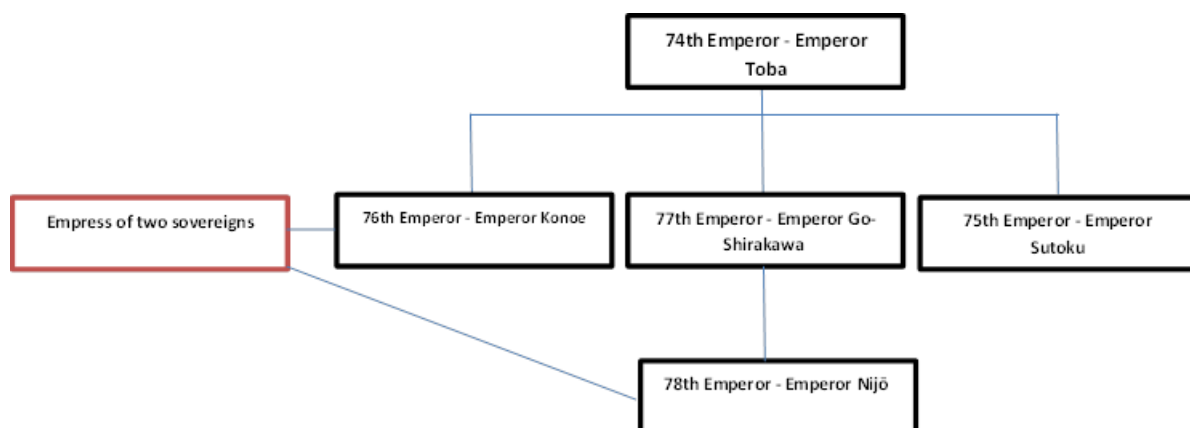 74th Emperor - Emperor
Toba
Empress of two sovereigns
76th Emperor - Emperor Konoe
77th Emperor - Emperor Go-
Shirakawa
75th Emperor - Emperor
Sutoku
78th Emperor - Emperor Nijō